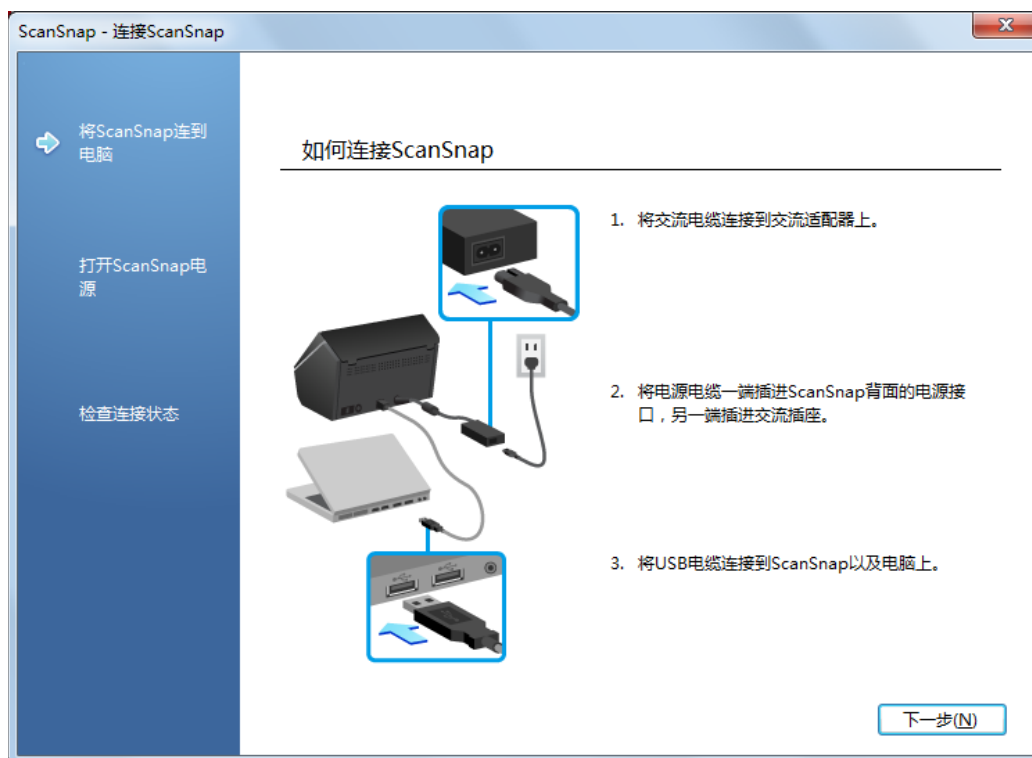 ScanSnap - 连接ScanSnap
将ScanSnap连到
电脑
打开ScanSnap电
源
检查连接状态
如何连接ScanSnap
1. 将交流电缆连接到交流适配器上。
2. 将电源电缆一端插进ScanSnap背面的电源接
口，另一端插进交流插座。
3. 将USB电缆连接到ScanSnap以及电脑上。
下一步(N)